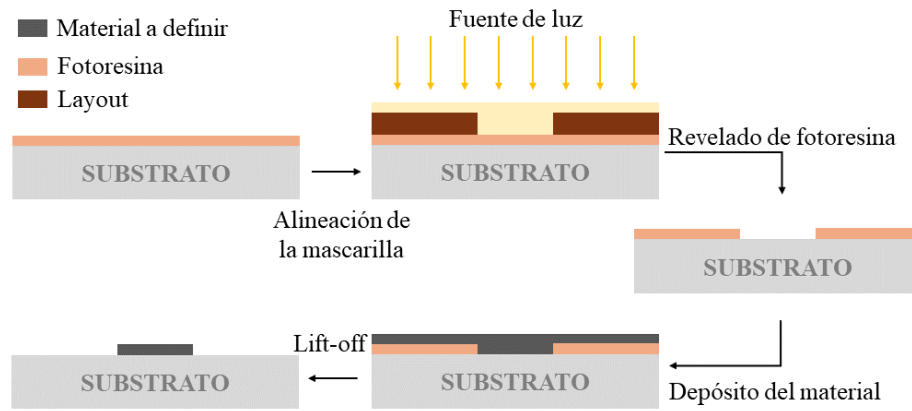 Material a definir
Fotoresina
Layout
Fuente de luz
SUBSTRATO
Alineación de
la mascarilla
SUBSTRATO
Revelado de fotoresina
SUBSTRATO
Depósito del material
SUBSTRATO
Lift-off
SUBSTRATO